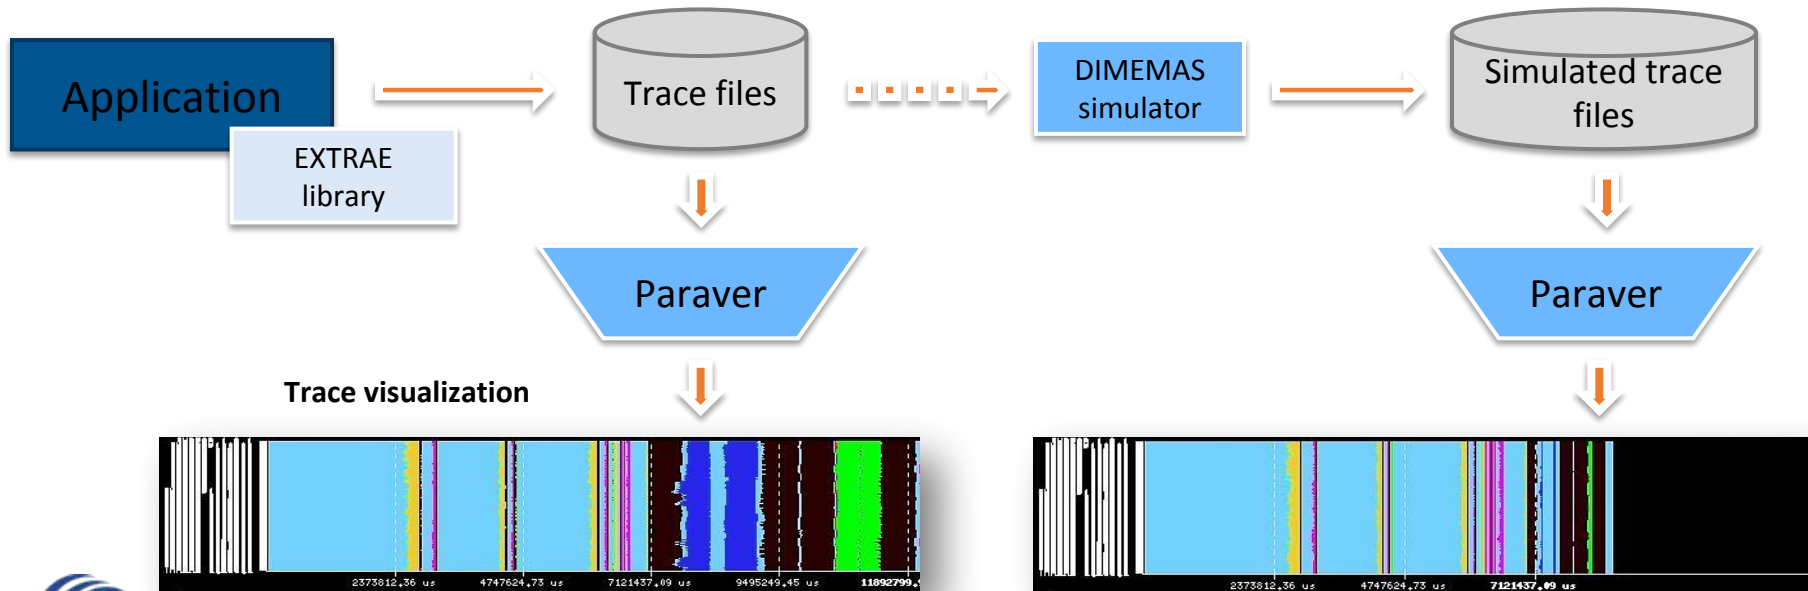 Application
EXTRAE
library
Trace files
DIMEMAS
simulator
Simulated trace
files
Paraver
Paraver
Trace visualization
2373812,36 us
4747624,73 us
7121437,09 us
9495249,45 us
2373812,36 us
4747624,73 us
7121437,09 us